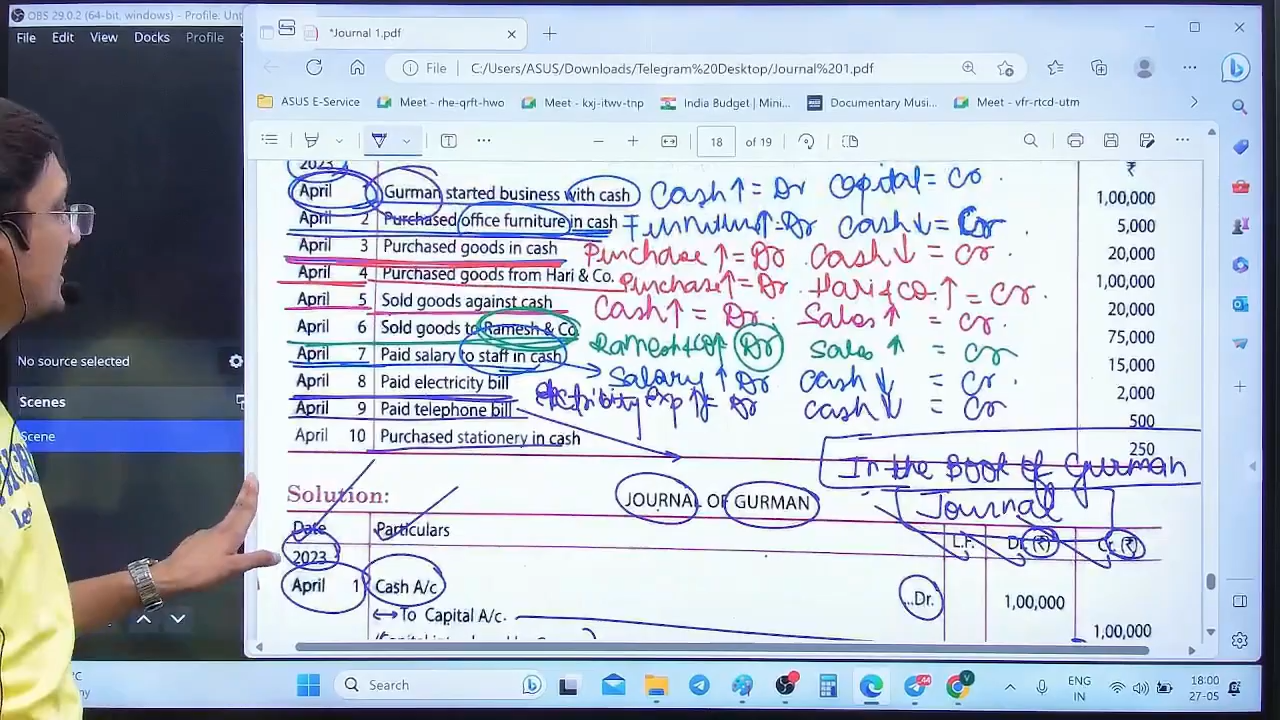 OBS 29.0.2 (64-bit, windows) - Profile: Unt
File Edit View Docks Profile
*Journal 1.pdf
File C:/Users/ASUS/Downloads/Telegram%20Desktop/Journal%201.pdf
ASUS E-Service Meet - rhe-qrft-hwo Meet - kxj-itwv-tnp India Budget | Mini... Documentary Musi... Meet - vfr-rtcd-utm
18 of 19
2023
₹
April 1 Gurman started business with cash Cash ↑ = Dr Capital = Cr 1,00,000
April 2 Purchased office furniture in cash Furniture ↑ = Dr Cash ↓ = Cr 5,000
April 3 Purchased goods in cash Purchase ↑ = Dr Cash ↓ = Cr 20,000
April 4 Purchased goods from Hari & Co. Purchase ↑ = Dr Hari & Co. ↑ = Cr 1,00,000
April 5 Sold goods against cash Cash ↑ = Dr Sales ↑ = Cr 20,000
April 6 Sold goods to Ramesh & Co. Ramesh & Co ↑ Dr Sales ↑ = Cr 75,000
April 7 Paid salary to staff in cash Salary ↑ Dr Cash ↓ = Cr 15,000
April 8 Paid electricity bill Electricity exp ↑ = Dr Cash ↓ = Cr 2,000
April 9 Paid telephone bill 500
April 10 Purchased stationery in cash 250
In the Book of Gurman
Solution: JOURNAL OF GURMAN Journal
Date Particulars L.F. Dr. (₹) Cr. (₹)
2023
April 1 Cash A/c ...Dr. 1,00,000
To Capital A/c. 1,00,000
No source selected
Scenes
Scene
Search
ENG
IN
18:00
27-05